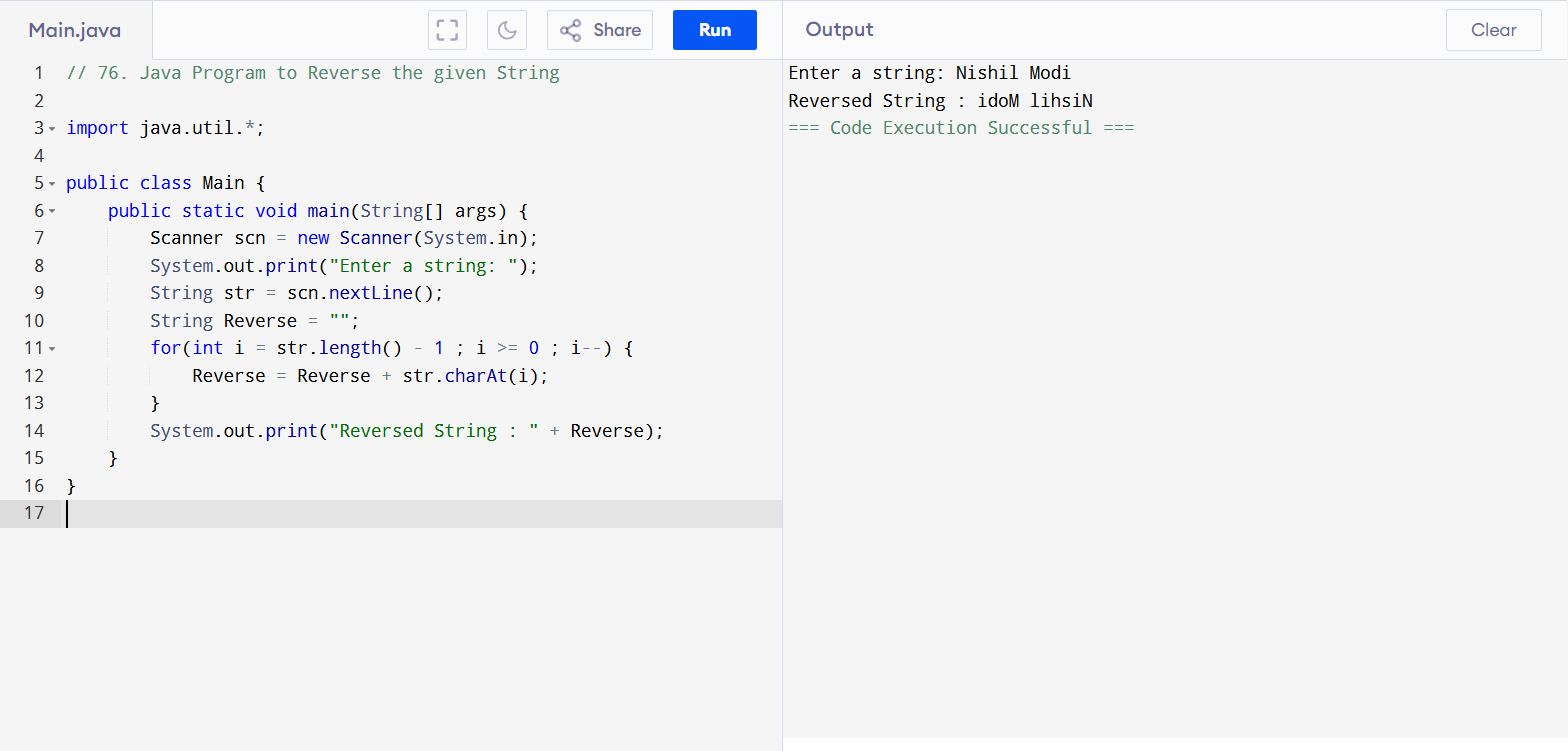 Main.java
Share
Run
Output
Clear
1 // 76. Java Program to Reverse the given String
2
3 import java.util.*;
4
5 public class Main {
6     public static void main(String[] args) {
7         Scanner scn = new Scanner(System.in);
8         System.out.print("Enter a string: ");
9         String str = scn.nextLine();
10         String Reverse = "";
11         for(int i = str.length() - 1 ; i >= 0 ; i--) {
12             Reverse = Reverse + str.charAt(i);
13         }
14         System.out.print("Reversed String : " + Reverse);
15     }
16 }
17
Enter a string: Nishil Modi
Reversed String : idoM lihsiN
=== Code Execution Successful ===